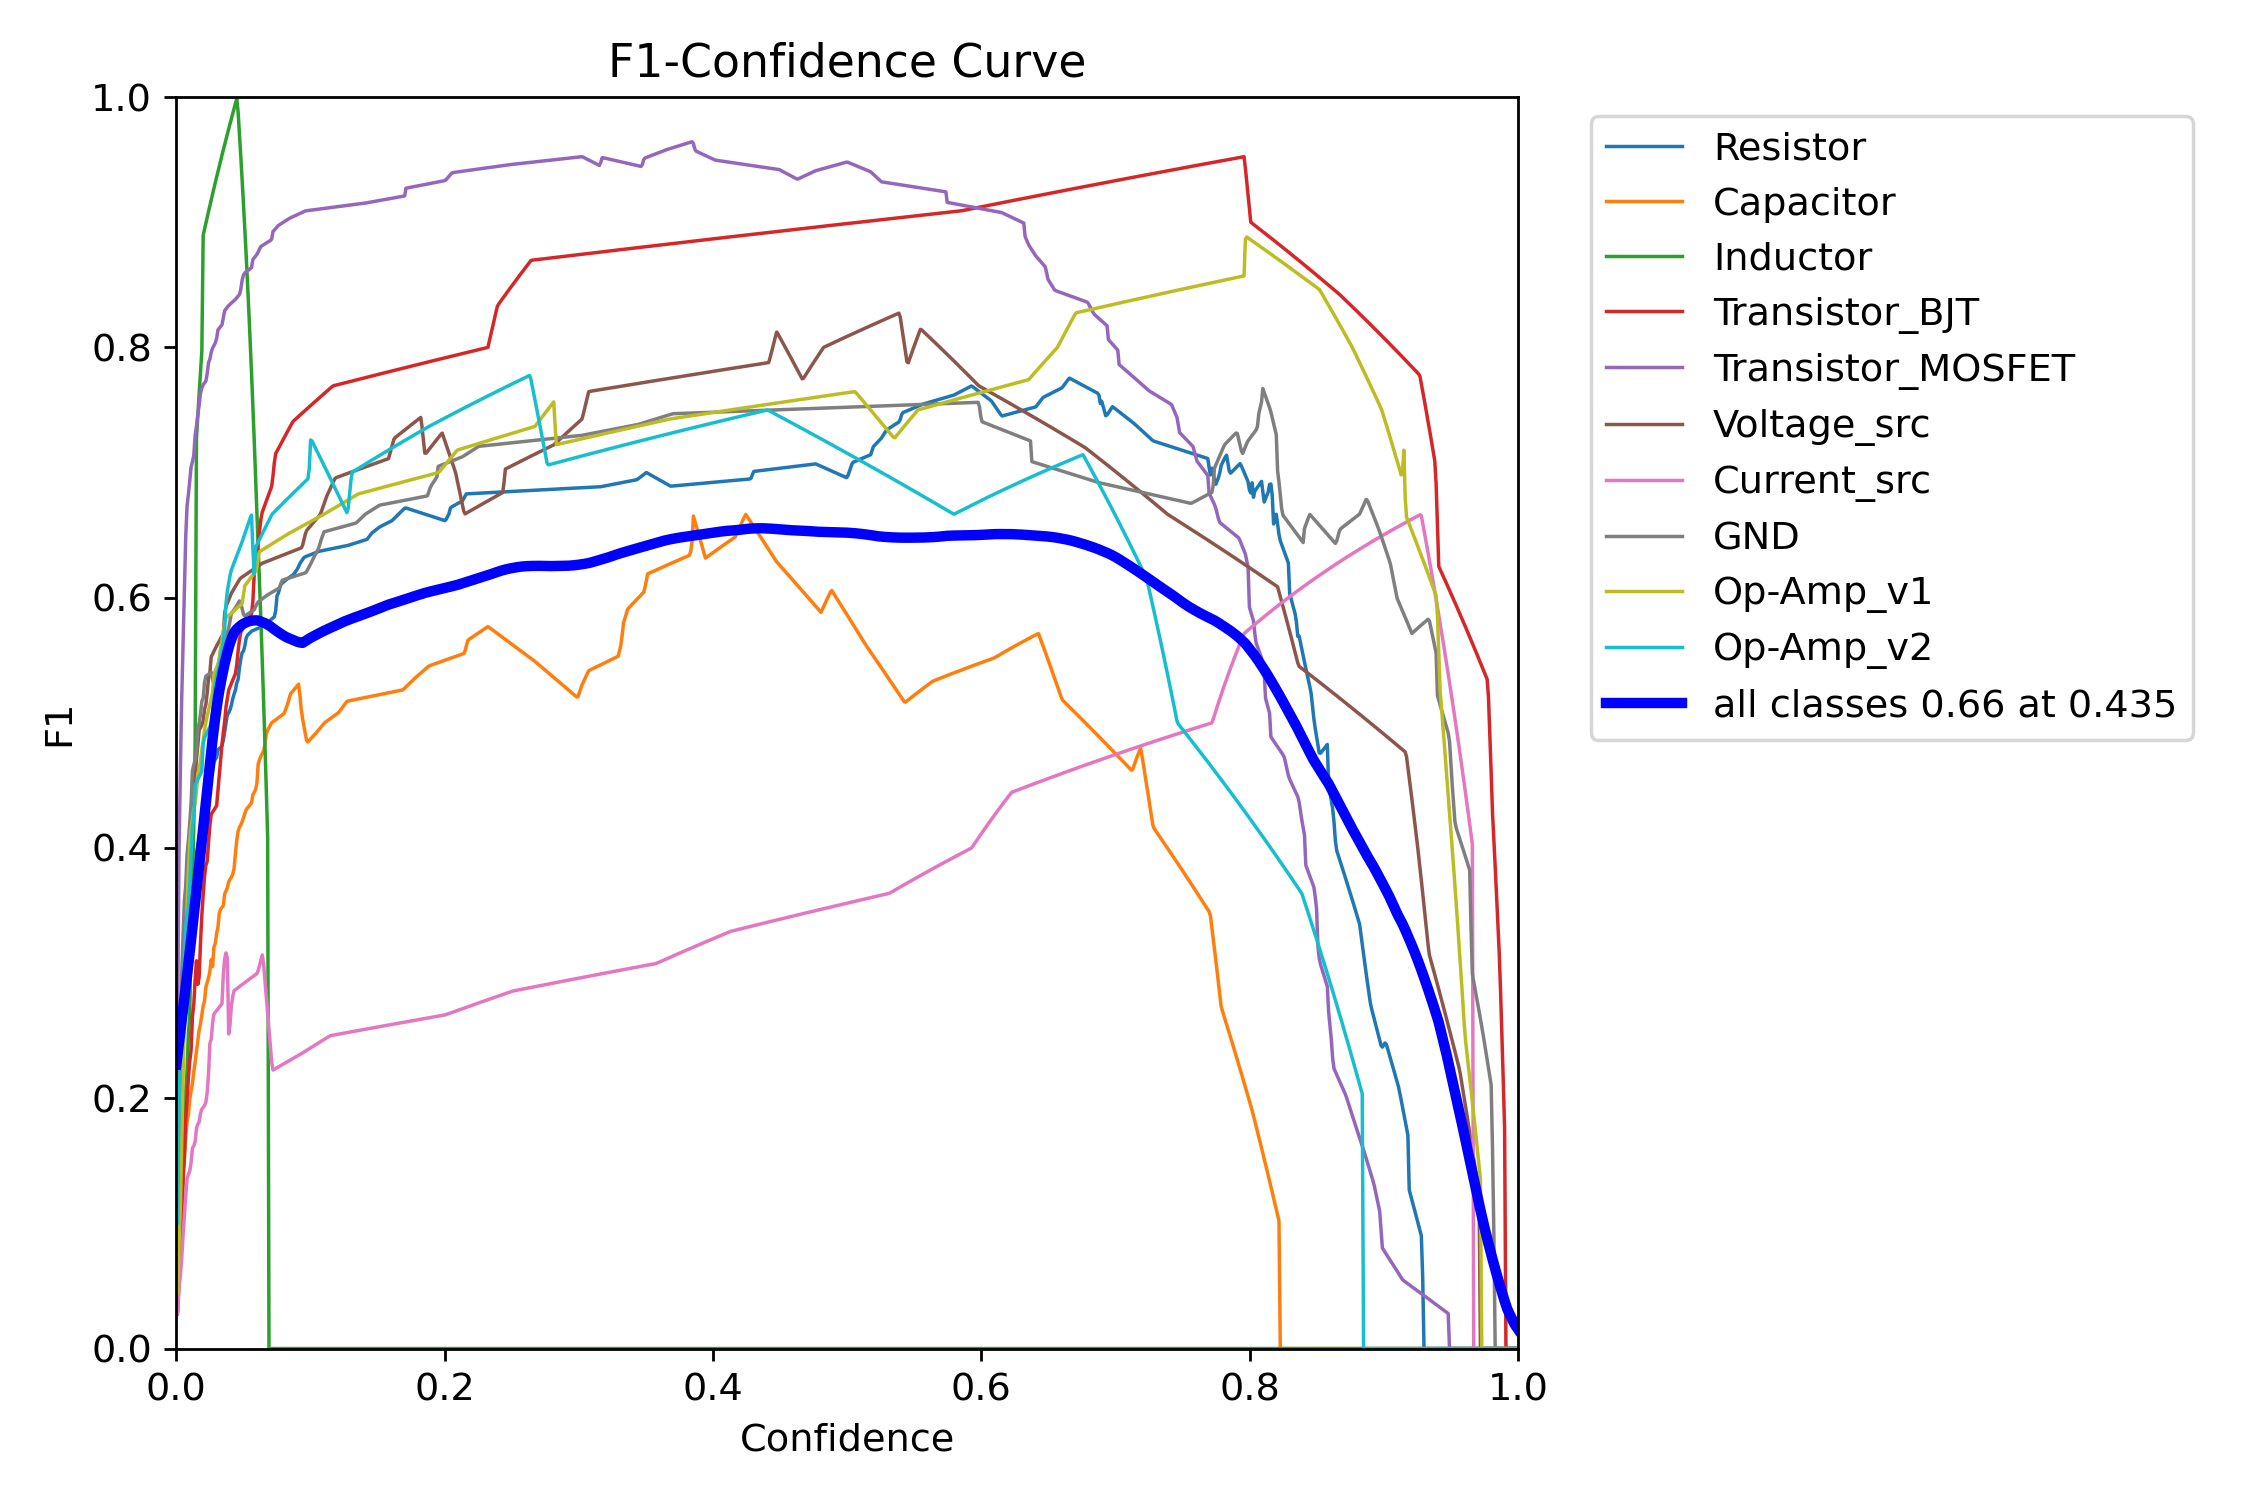 F1-Confidence Curve
1.0
0.8
0.6
0.4
0.2
0.0
F1
0.0 0.2 0.4 0.6 0.8 1.0
Confidence
Resistor
Capacitor
Inductor
Transistor_BJT
Transistor_MOSFET
Voltage_src
Current_src
GND
Op-Amp_v1
Op-Amp_v2
all classes 0.66 at 0.435